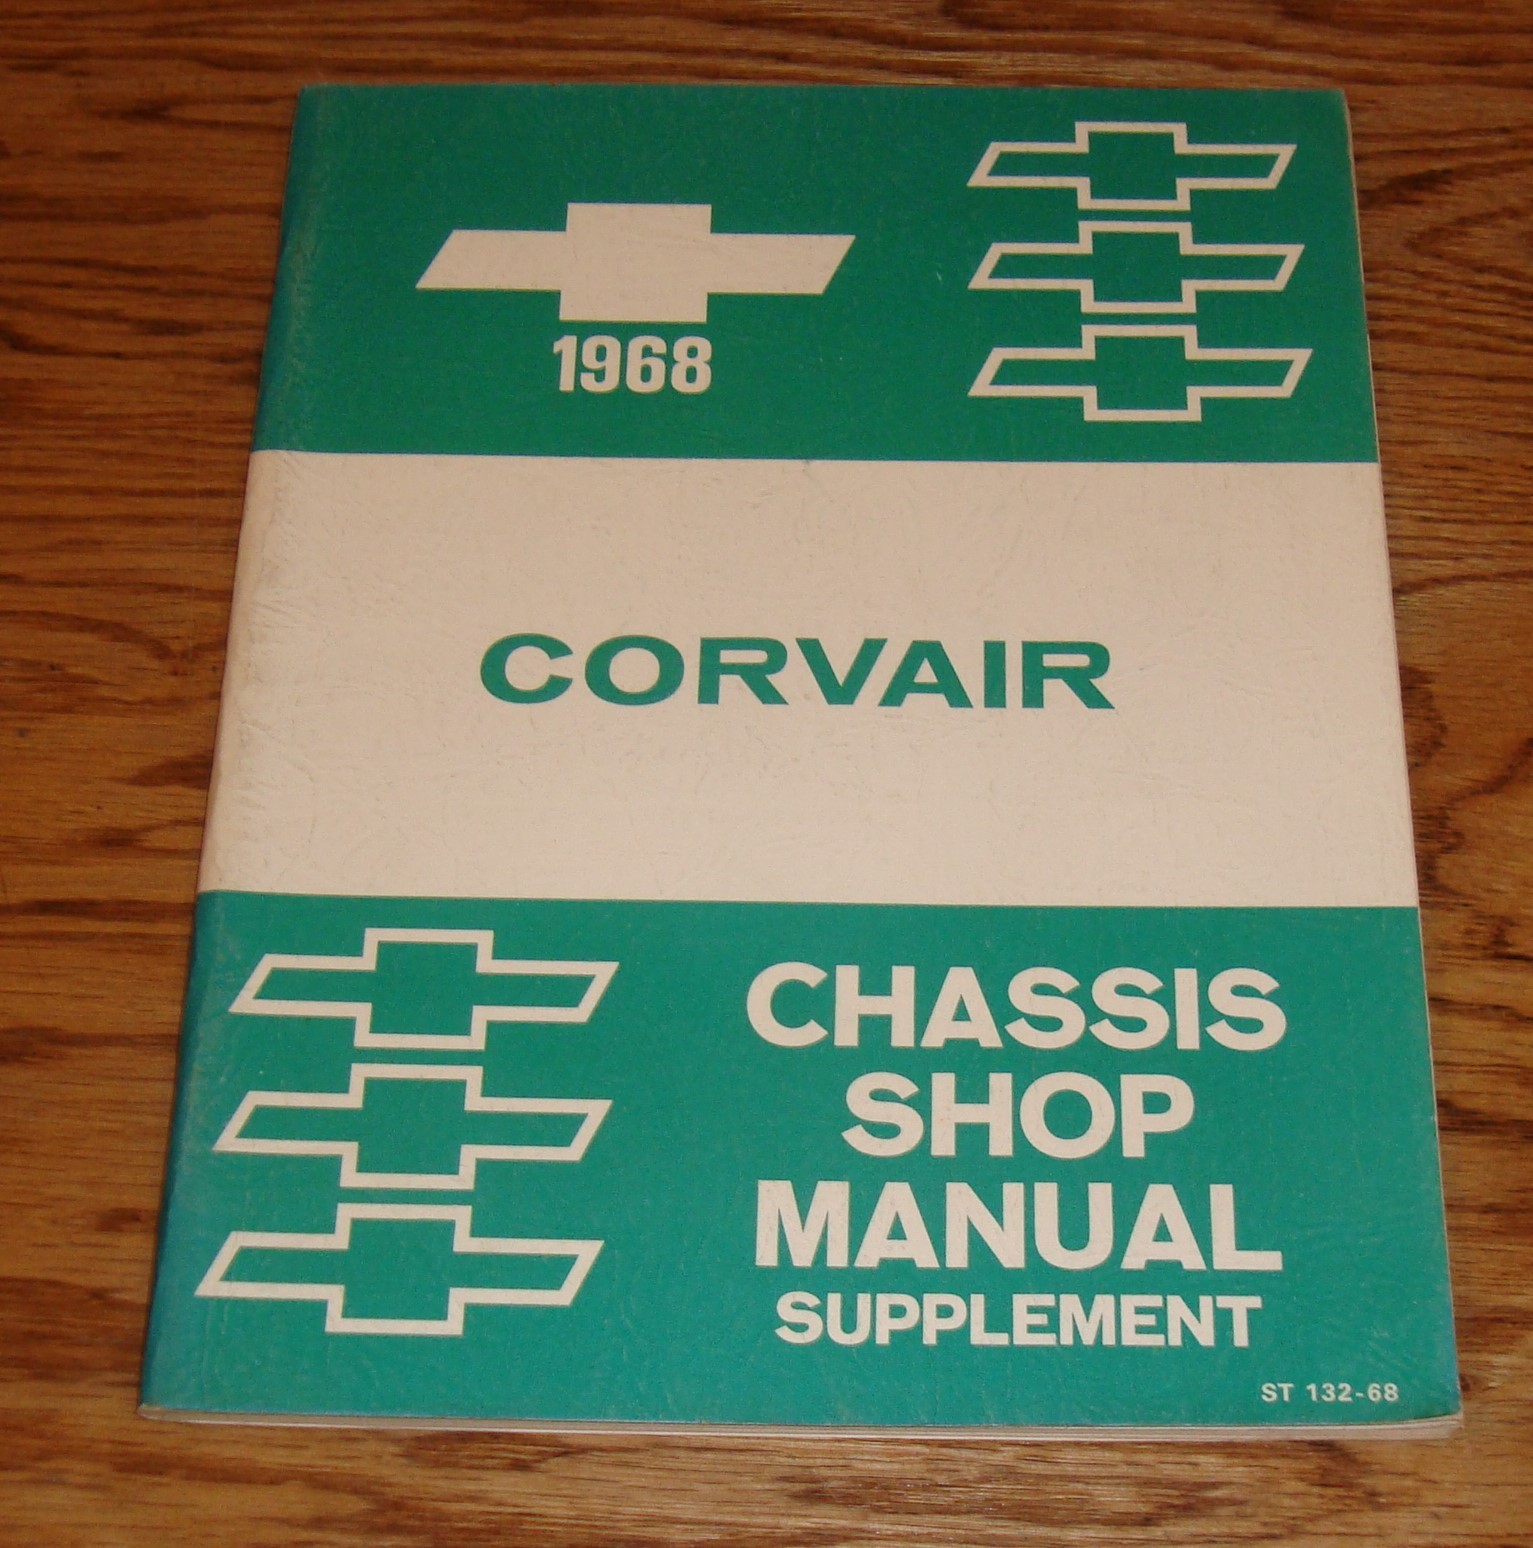 1968
CORVAIR
CHASSIS
SHOP
MANUAL
SUPPLEMENT
ST 132-68